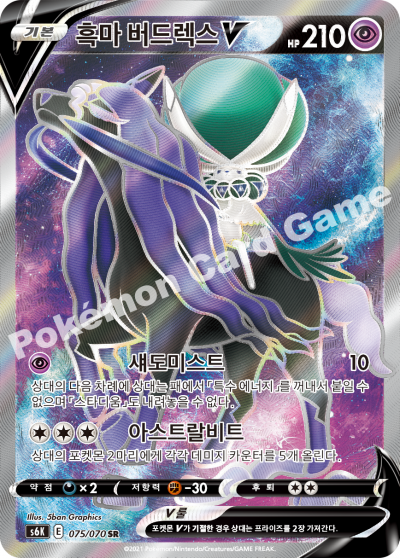 기본 흑마 버드렉스 V HP 210
Pokémon Card Game
섀도미스트 10
상대의 다음 차례에 상대는 패에서 「특수 에너지」를 꺼내서 붙일 수
없으며 「스타디움」도 내려놓을 수 없다.
아스트랄비트
상대의 포켓몬 2마리에게 각각 데미지 카운터를 5개 올린다.
약점 ×2 저항력 -30 후퇴
Illus. 5ban Graphics
V룰
s6K E 075/070 SR
포켓몬 V가 기절한 경우 상대는 프라이즈를 2장 가져간다.
©2021 Pokémon/Nintendo/Creatures/GAME FREAK.